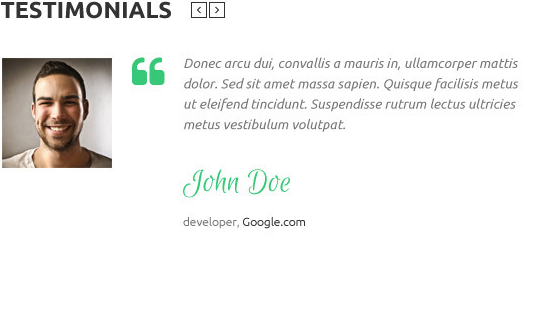 TESTIMONIALS
Donec arcu dui, convallis a mauris in, ullamcorper mattis
dolor. Sed sit amet massa sapien. Quisque facilisis metus
ut eleifend tincidunt. Suspendisse rutrum lectus ultricies
metus vestibulum volutpat.
John Doe
developer, Google.com